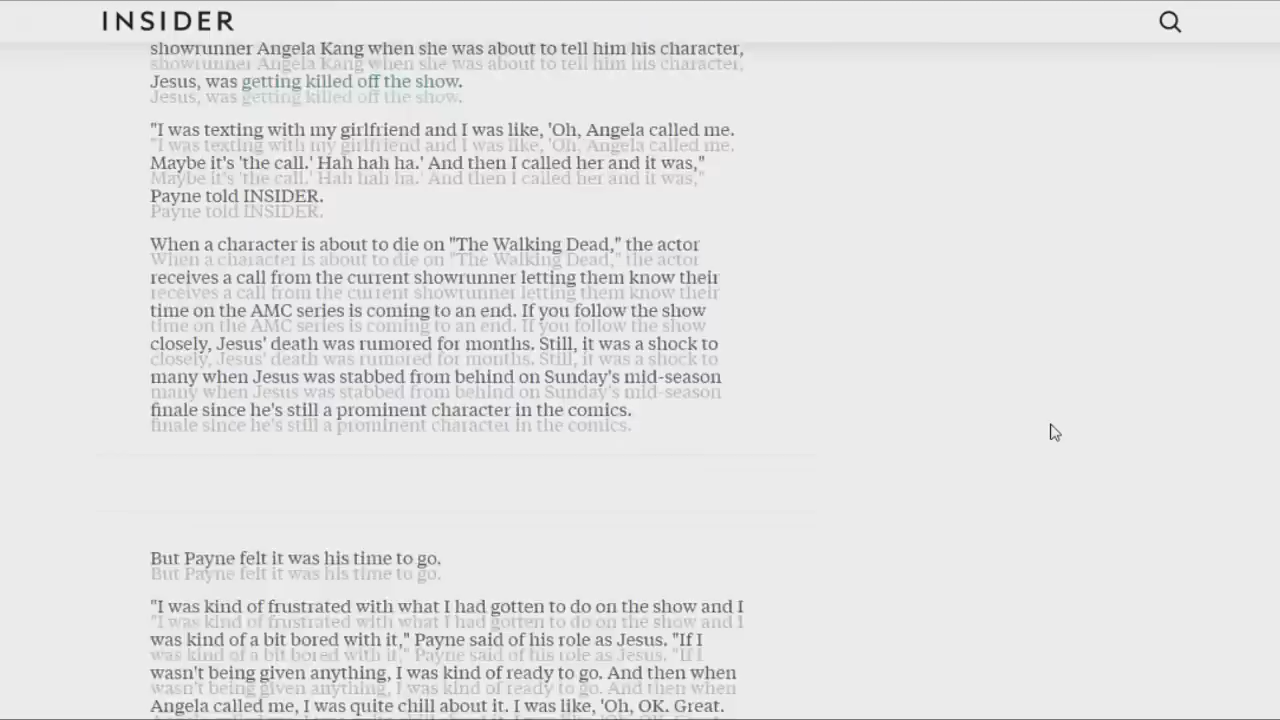 INSIDER
showrunner Angela Kang when she was about to tell him his character,
Jesus, was getting killed off the show.
"I was texting with my girlfriend and I was like, 'Oh, Angela called me.
Maybe it's 'the call.' Hah hah ha.' And then I called her and it was,"
Payne told INSIDER.
When a character is about to die on "The Walking Dead," the actor
receives a call from the current showrunner letting them know their
time on the AMC series is coming to an end. If you follow the show
closely, Jesus' death was rumored for months. Still, it was a shock to
many when Jesus was stabbed from behind on Sunday's mid-season
finale since he's still a prominent character in the comics.
But Payne felt it was his time to go.
"I was kind of frustrated with what I had gotten to do on the show and I
was kind of a bit bored with it," Payne said of his role as Jesus. "If I
wasn't being given anything, I was kind of ready to go. And then when
Angela called me, I was quite chill about it. I was like, 'Oh, OK. Great.